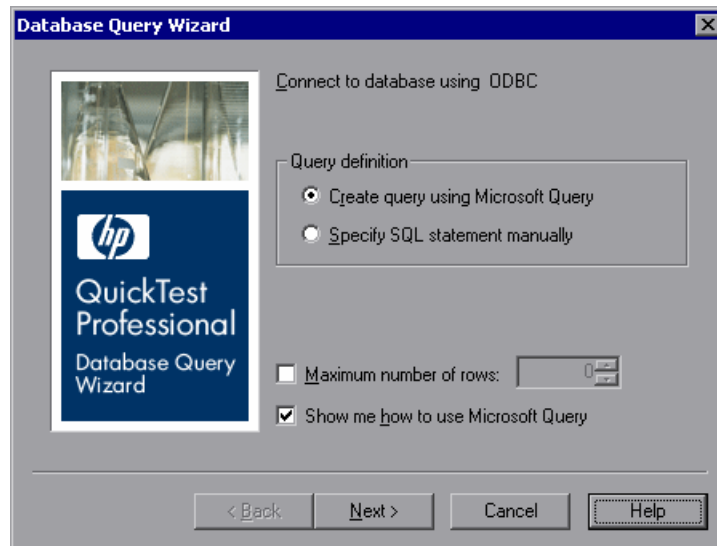 Database Query Wizard
Connect to database using ODBC
Query definition
Create query using Microsoft Query
Specify SQL statement manually
hp
QuickTest
Professional
Database Query
Wizard
Maximum number of rows: 0
Show me how to use Microsoft Query
< Back
Next >
Cancel
Help